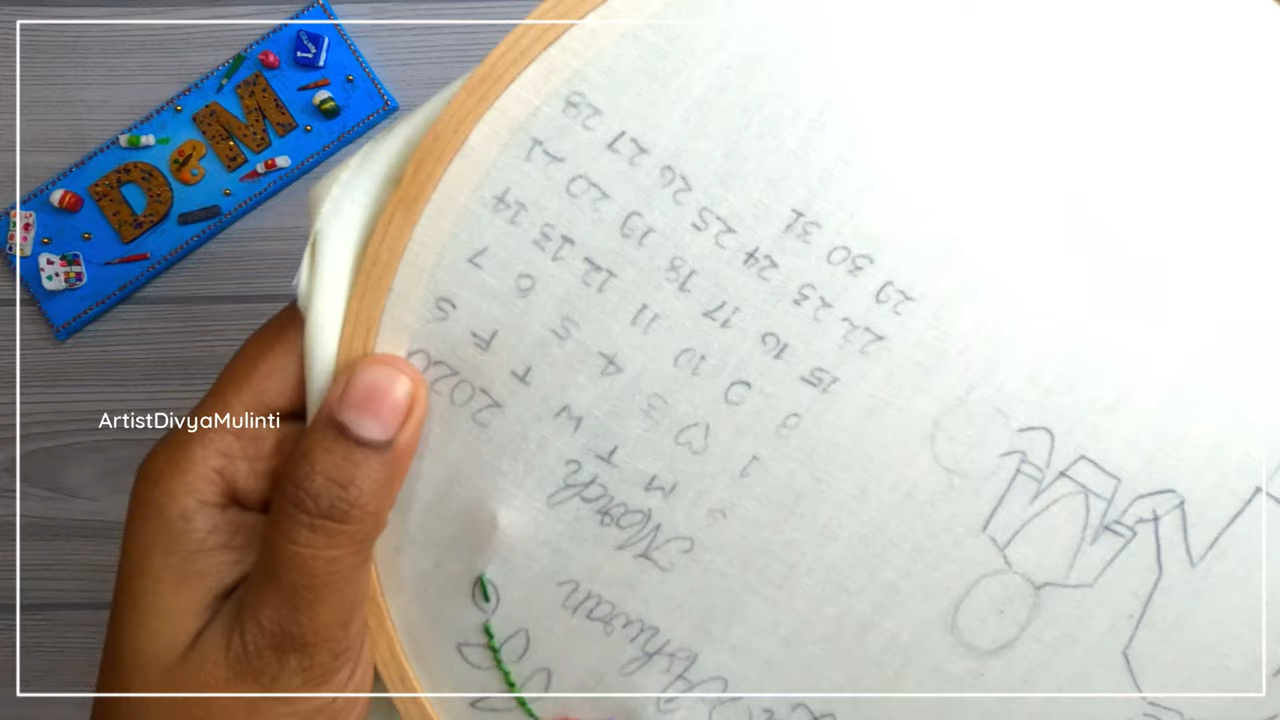 D&M
ArtistDivyaMulinti
March 2020
S M T W T F S
1 3 4 5 6 7
8 9 10 11 12 13 14
15 16 17 18 19 20 21
22 23 24 25 26 27 28
29 30 31